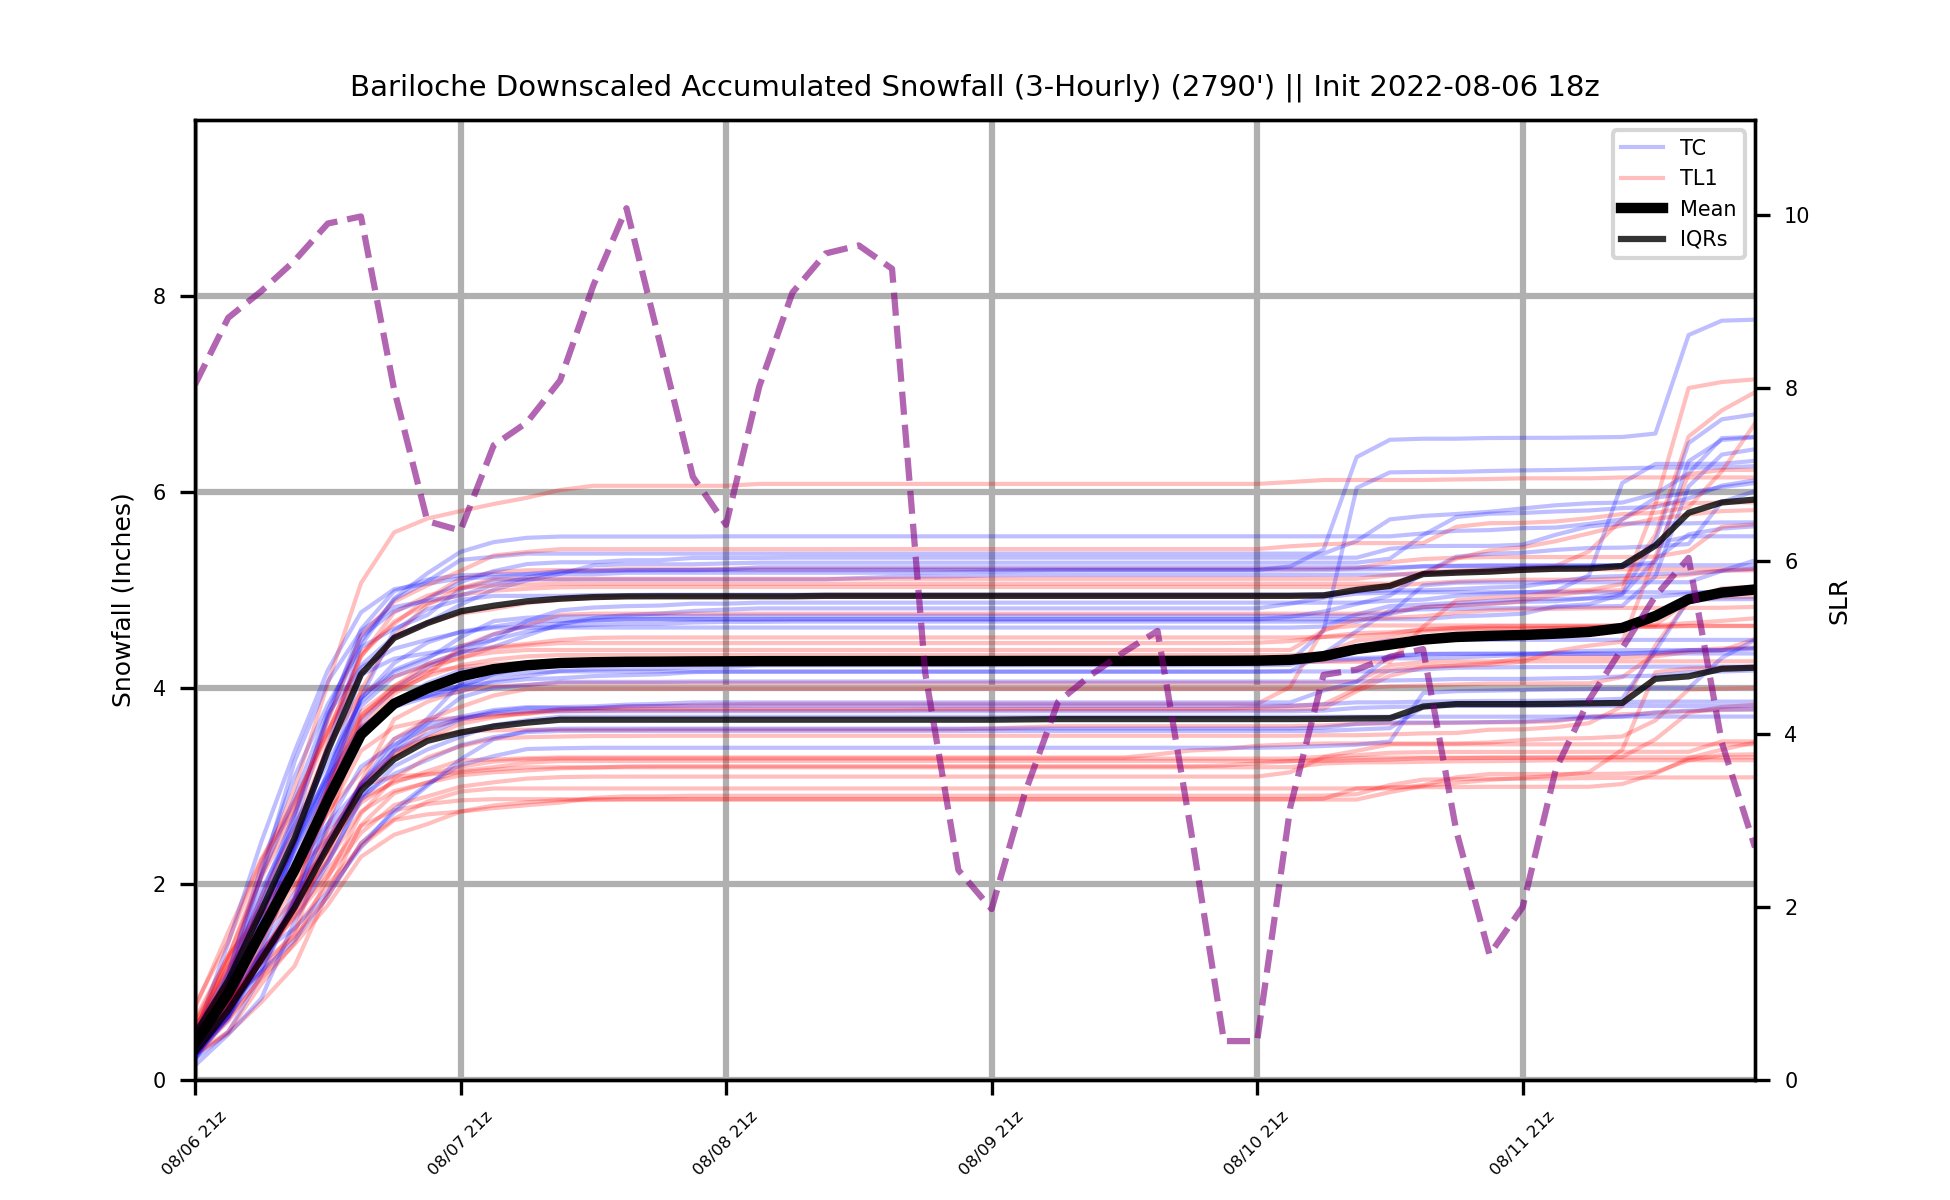 Bariloche Downscaled Accumulated Snowfall (3-Hourly) (2790') || Init 2022-08-06 18z
TC
TL1
Mean
IQRs
Snowfall (Inches)
8
6
4
2
0
SLR
10
8
6
4
2
0
08/06 21z
08/07 21z
08/08 21z
08/09 21z
08/10 21z
08/11 21z